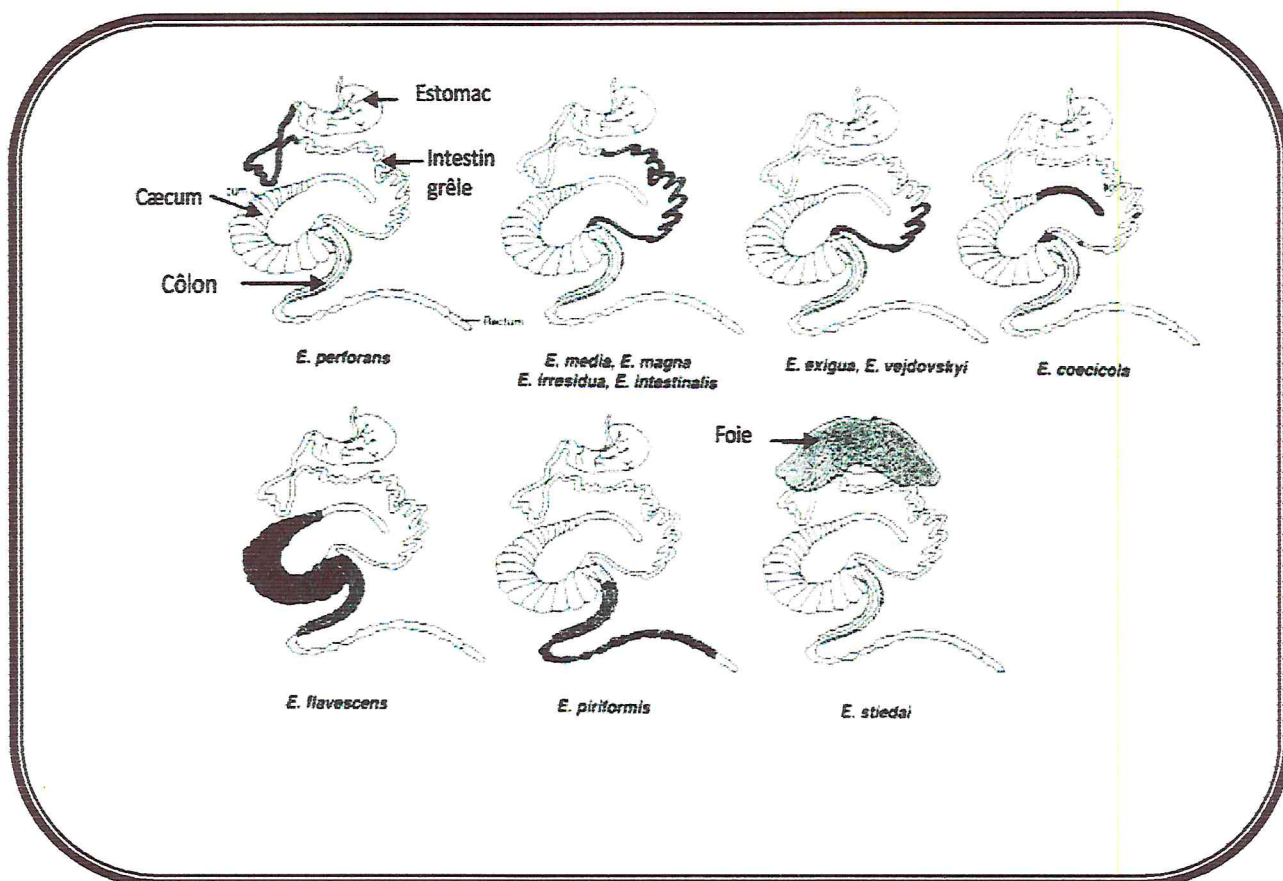 Estomac
Intestin
grêle
Cæcum
Côlon
Rectum
E. perforans
E. media, E. magna
E. irresidua, E. intestinalis
E. exigua, E. vejdovskyi
E. coecicola
Foie
E. flavescens
E. piriformis
E. stiedai